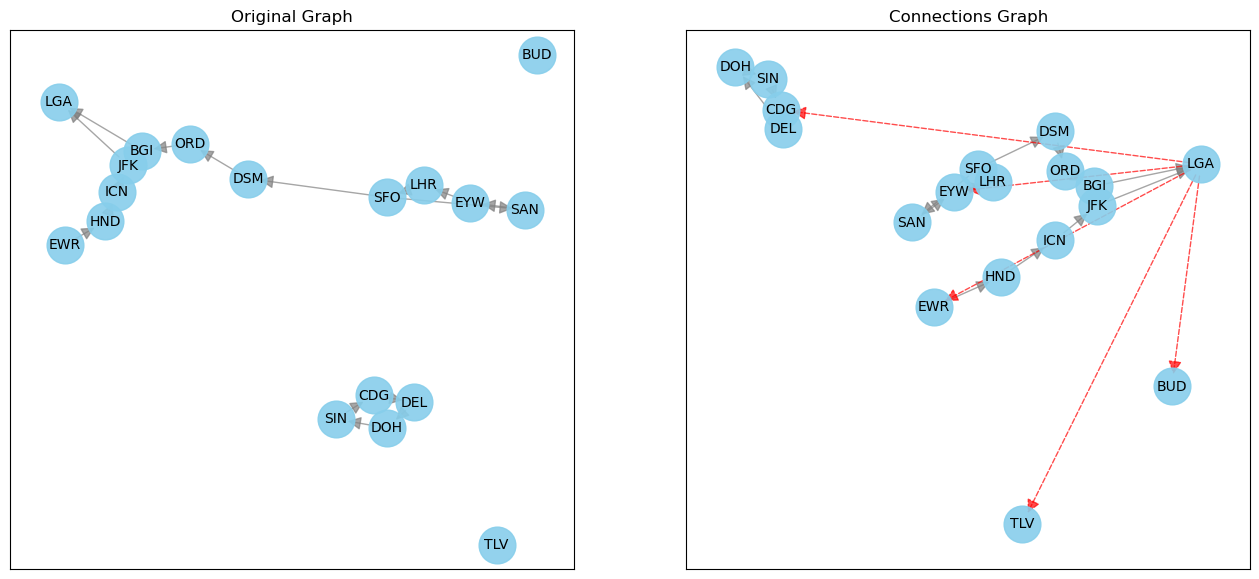 Original Graph
BUD
LGA
ORD
BGI
JFK
DSM
LHR
ICN
SFO
EYW
SAN
HND
EWR
CDG
DEL
SIN
DOH
TLV
Connections Graph
DOH
SIN
CDG
DEL
DSM
LGA
SFO
ORD
LHR
BGI
EYW
JFK
SAN
ICN
HND
EWR
BUD
TLV